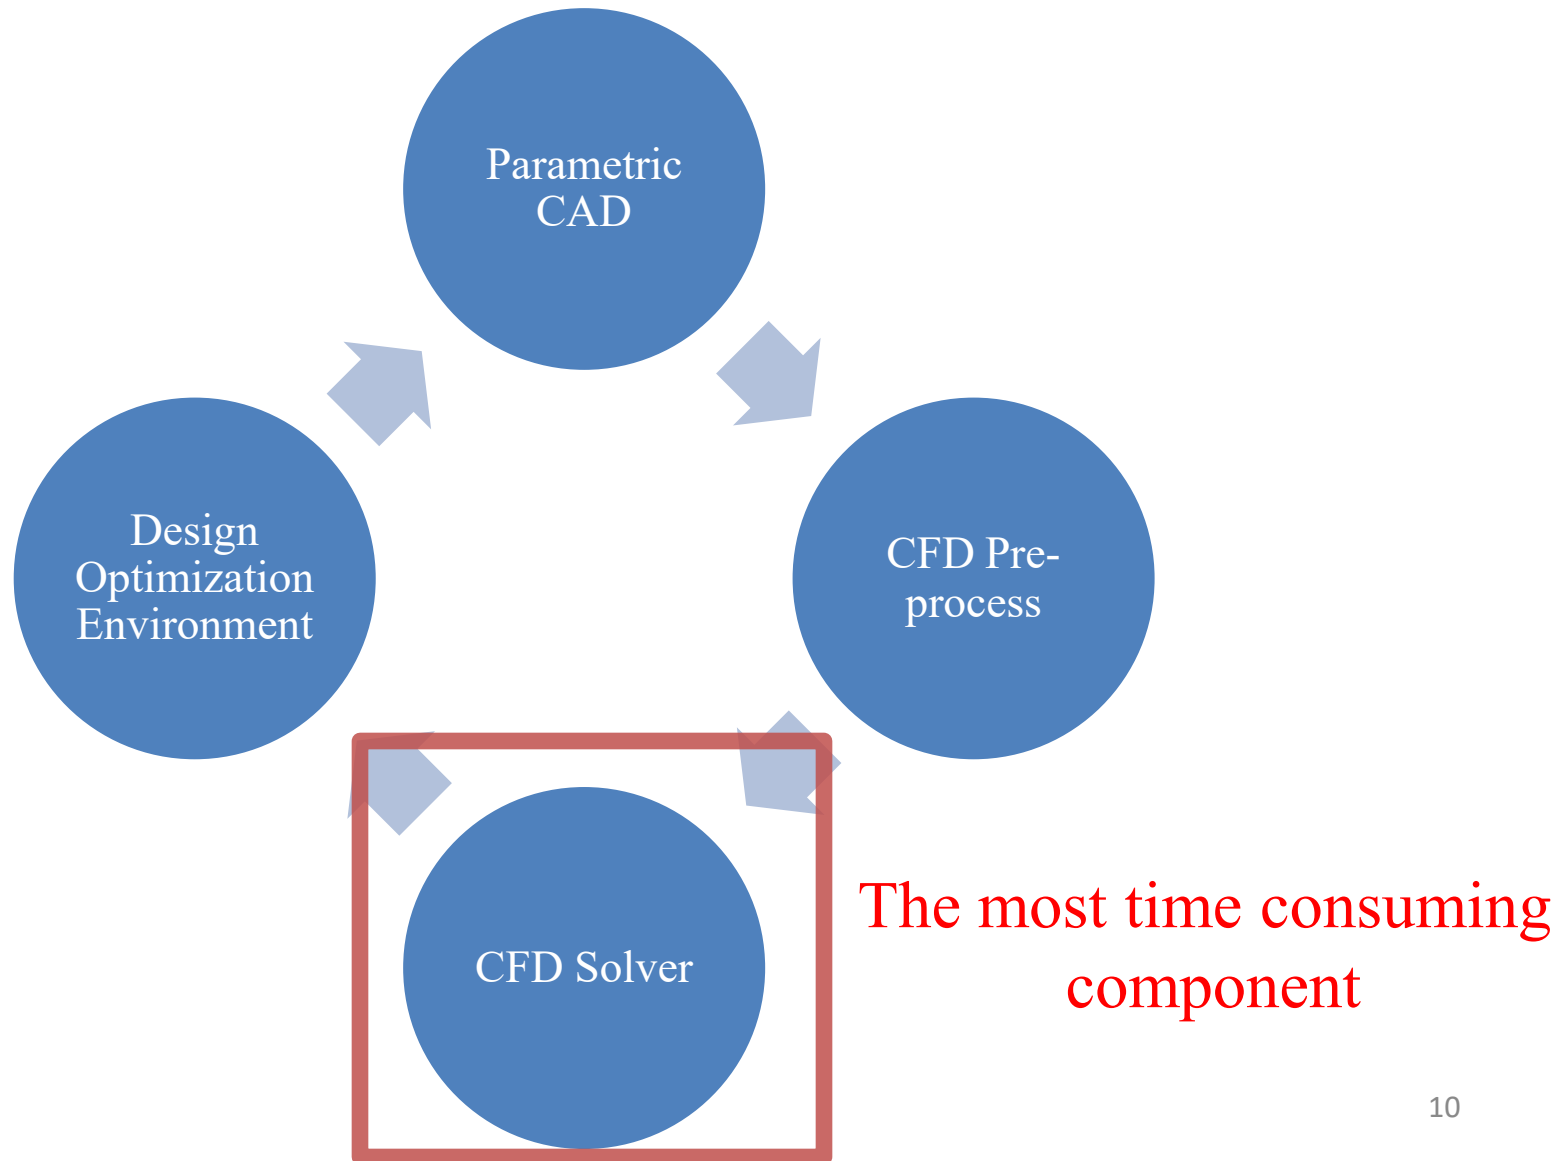 Parametric
CAD
Design
Optimization
Environment
CFD Pre-
process
CFD Solver
The most time consuming
component
10